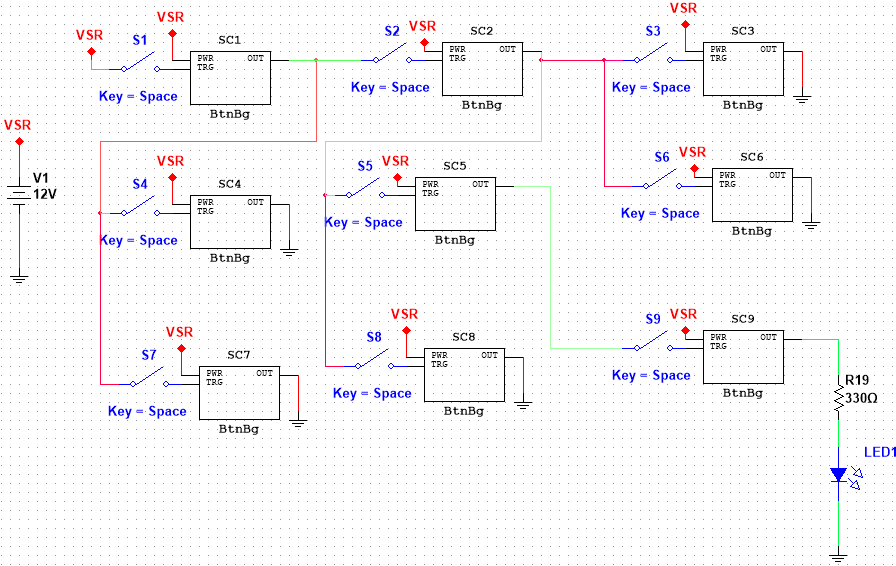 VSR
S1
Key = Space
VSR
SC1
PWR
TRG
OUT
BtnBg
S2
Key = Space
VSR
SC2
PWR
TRG
OUT
BtnBg
S3
Key = Space
VSR
SC3
PWR
TRG
OUT
BtnBg
VSR
V1
12V
S4
Key = Space
VSR
SC4
PWR
TRG
OUT
BtnBg
S5
Key = Space
VSR
SC5
PWR
TRG
OUT
BtnBg
S6
Key = Space
VSR
SC6
PWR
TRG
OUT
BtnBg
S7
Key = Space
VSR
SC7
PWR
TRG
OUT
BtnBg
S8
Key = Space
VSR
SC8
PWR
TRG
OUT
BtnBg
S9
Key = Space
VSR
SC9
PWR
TRG
OUT
BtnBg
R19
330Ω
LED1